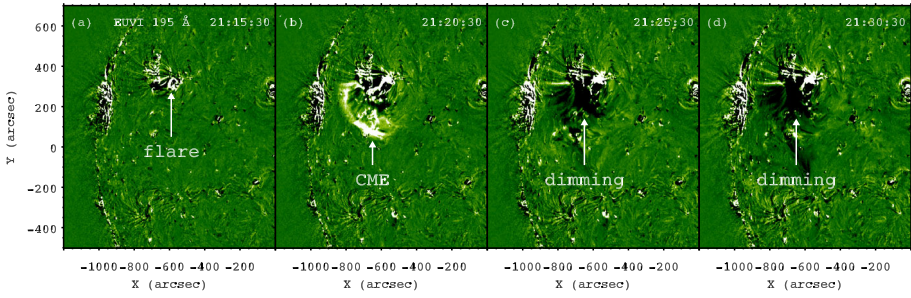 (a) EUVI 195 Å 21:15:30
(b) 21:20:30
(c) 21:25:30
(d) 21:30:30
flare
CME
dimming
dimming
Y (arcsec)
600
400
200
0
-200
-400
-1000 -800 -600 -400 -200
-1000 -800 -600 -400 -200
-1000 -800 -600 -400 -200
-1000 -800 -600 -400 -200
X (arcsec)
X (arcsec)
X (arcsec)
X (arcsec)